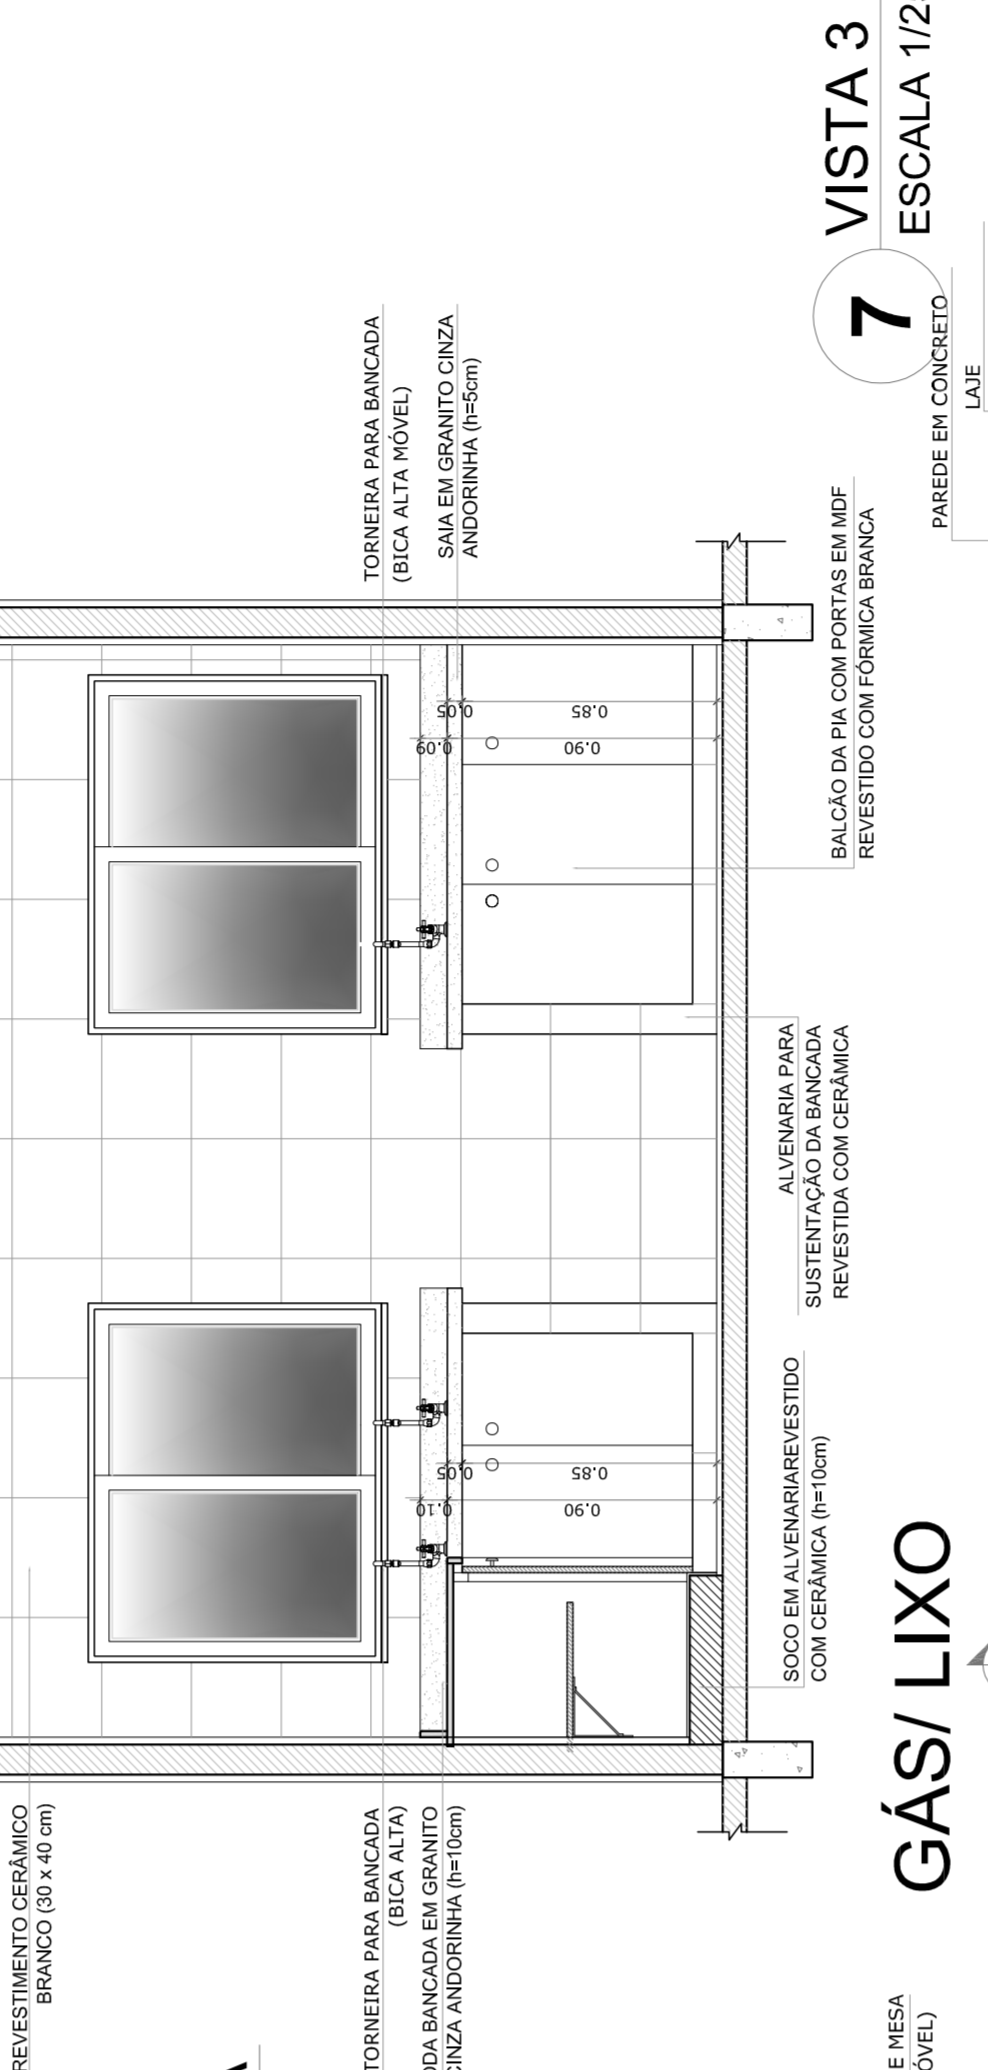 VISTA 3
ESCALA 1/25
7
PAREDE EM CONCRETO
LAJE
TORNEIRA PARA BANCADA
(BICA ALTA MÓVEL)
SAIA EM GRANITO CINZA
ANDORINHA (h=5cm)
BALCÃO DA PIA COM PORTAS EM MDF
REVESTIDO COM FÓRMICA BRANCA
0.05
0.85
0.09
0.90
ALVENARIA PARA
SUSTENTAÇÃO DA BANCADA
REVESTIDA COM CERÂMICA
0.05
0.85
0.10
0.90
SOCO EM ALVENARIAREVESTIDO
COM CERÂMICA (h=10cm)
GÁS/ LIXO
REVESTIMENTO CERÂMICO
BRANCO (30 x 40 cm)
TORNEIRA PARA BANCADA
(BICA ALTA)
ODA BANCADA EM GRANITO
CINZA ANDORINHA (h=10cm)
E MESA
ÓVEL)
A